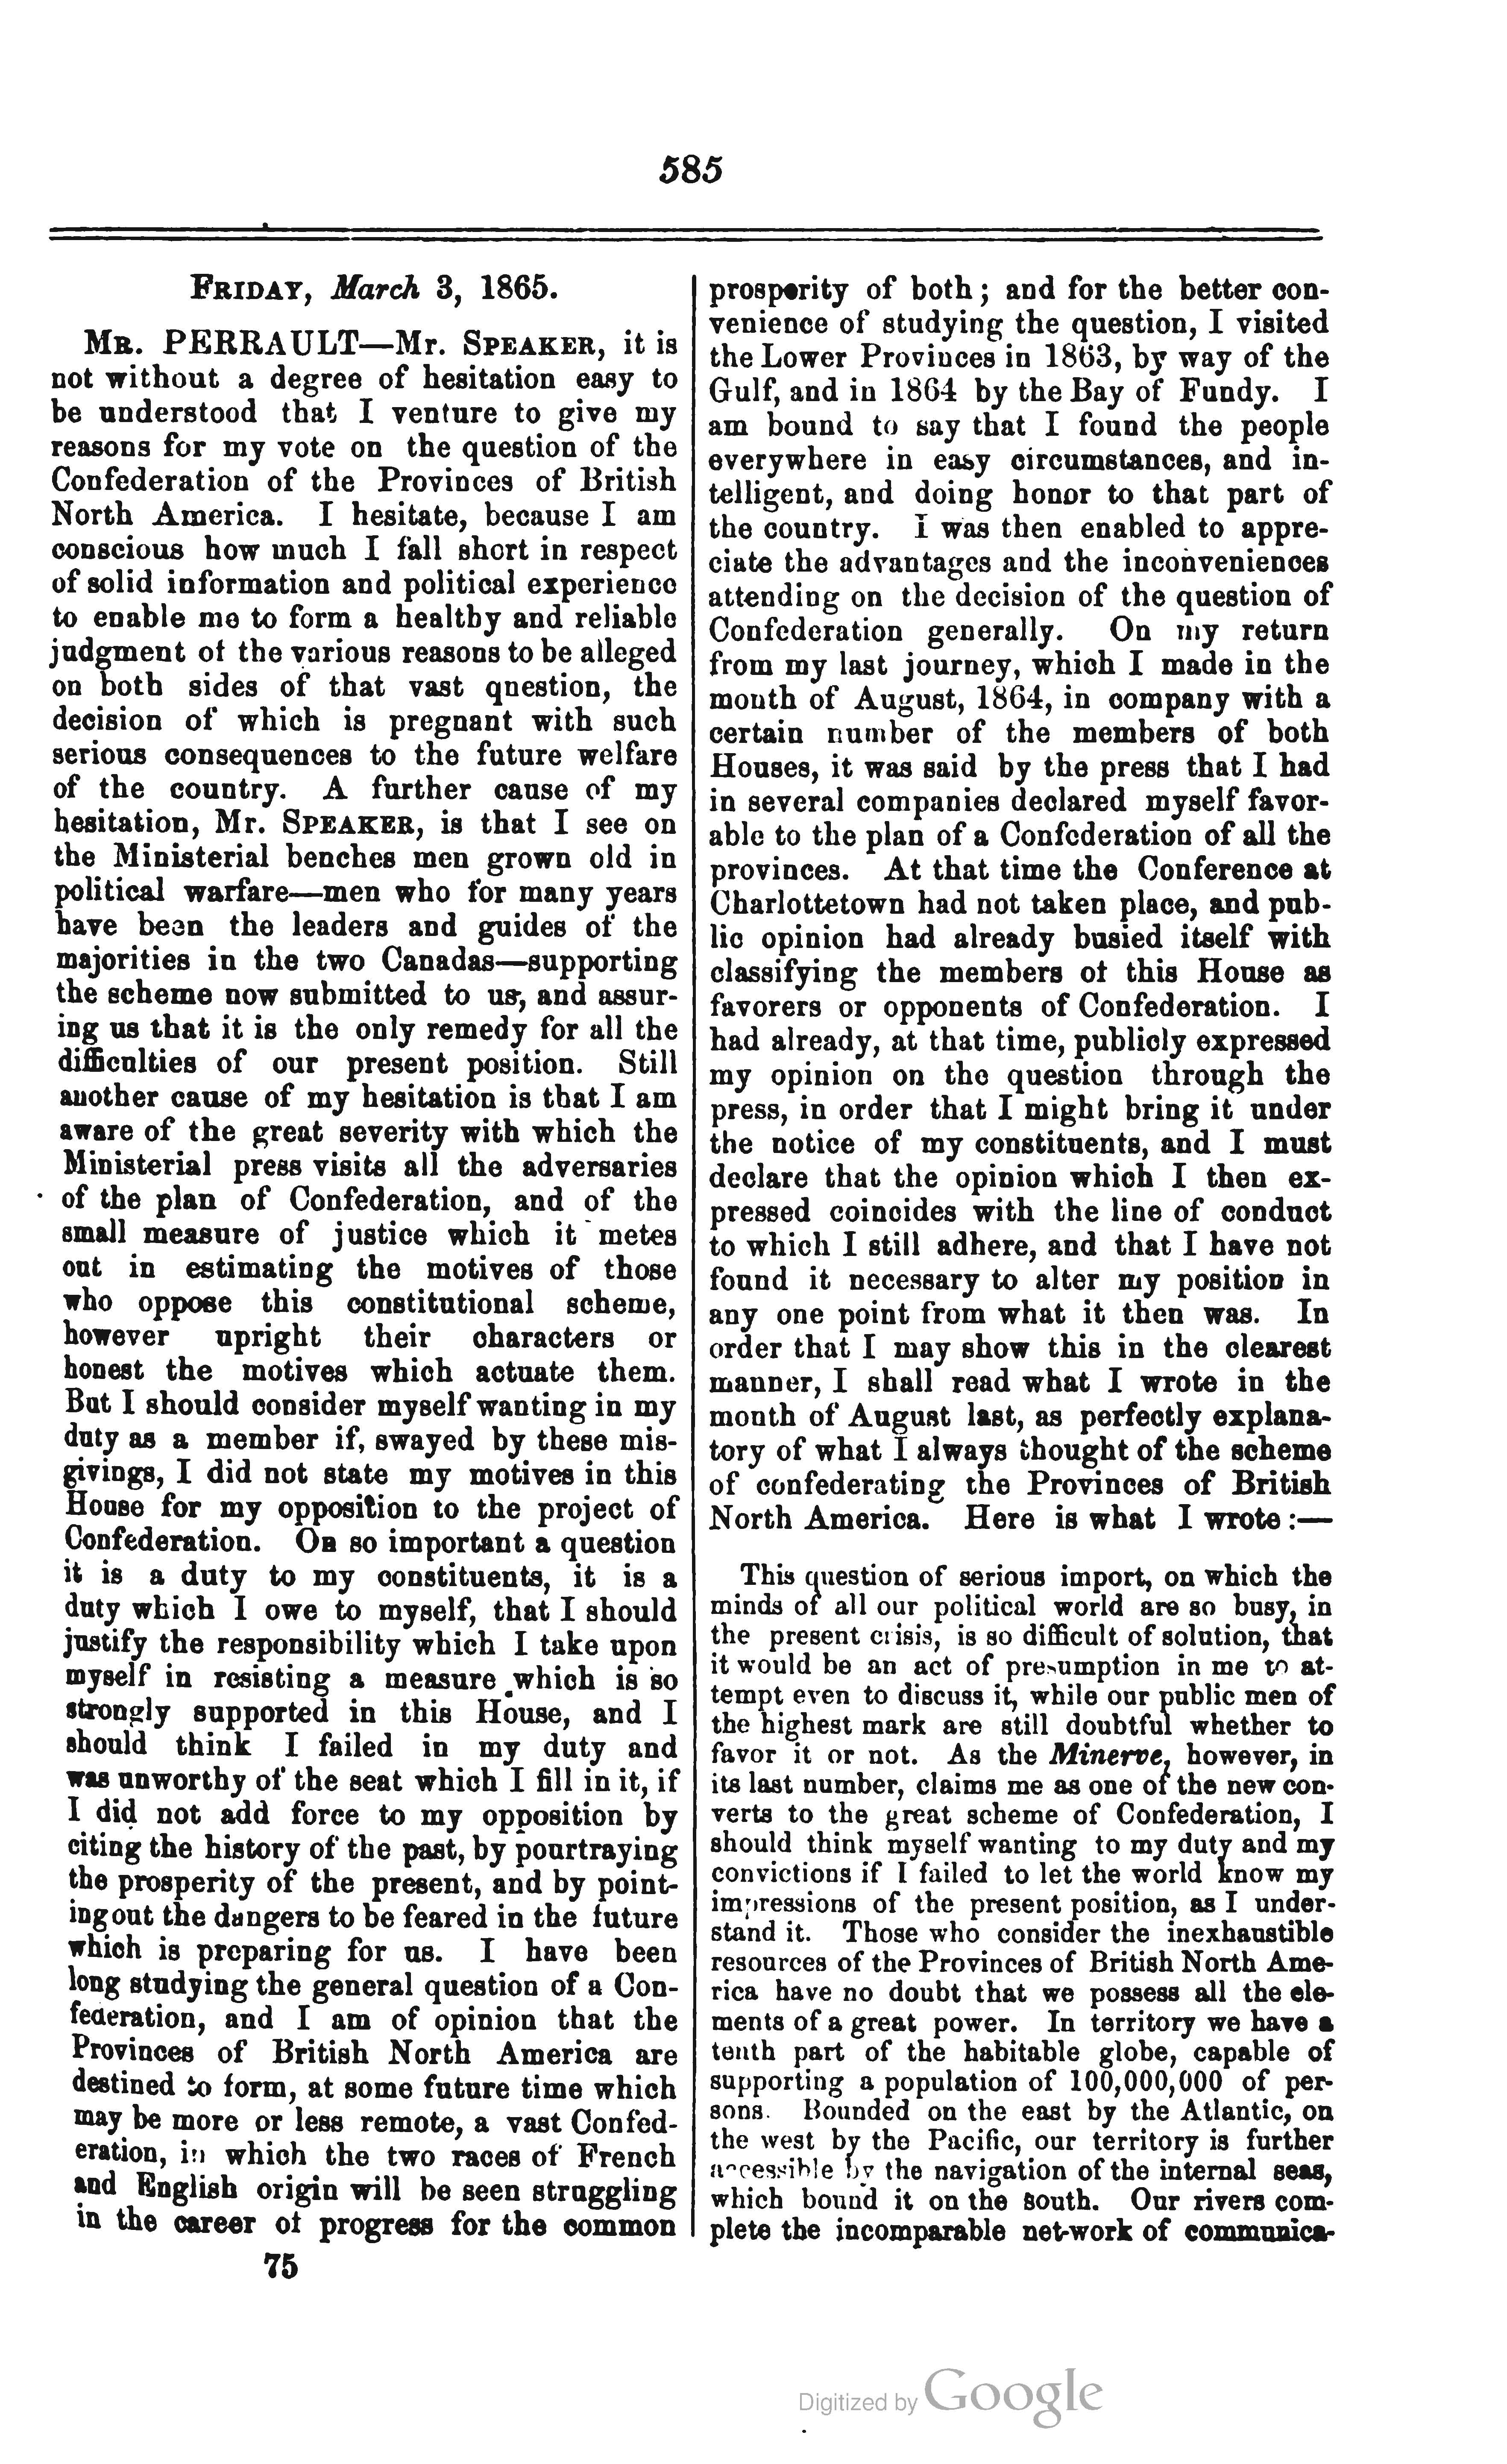 585
FRIDAY, March 3, 1865.
MR. PERRAULT—Mr. SPEAKER, it is
not without a degree of hesitation easy to
be understood that I venture to give my
reasons for my vote on the question of the
Confederation of the Provinces of British
North America. I hesitate, because I am
conscious how much I fall short in respect
of solid information and political experience
to enable me to form a healthy and reliable
judgment of the various reasons to be alleged
on both sides of that vast question, the
decision of which is pregnant with such
serious consequences to the future welfare
of the country. A further cause of my
hesitation, Mr. SPEAKER, is that I see on
the Ministerial benches men grown old in
political warfare—men who for many years
have been the leaders and guides of the
majorities in the two Canadas—supporting
the scheme now submitted to us, and assur-
ing us that it is the only remedy for all the
difficulties of our present position. Still
another cause of my hesitation is that I am
aware of the great severity with which the
Ministerial press visits all the adversaries
of the plan of Confederation, and of the
small measure of justice which it metes
out in estimating the motives of those
who oppose this constitutional scheme,
however upright their characters or
honest the motives which actuate them.
But I should consider myself wanting in my
duty as a member if, swayed by these mis-
givings, I did not state my motives in this
House for my opposition to the project of
Confederation. On so important a question
it is a duty to my constituents, it is a
duty which I owe to myself, that I should
justify the responsibility which I take upon
myself in resisting a measure which is so
strongly supported in this House, and I
should think I failed in my duty and
was unworthy of the seat which I fill in it, if
I did not add force to my opposition by
citing the history of the past, by pourtraying
the prosperity of the present, and by point-
ing out the dangers to be feared in the future
which is preparing for us. I have been
long studying the general question of a Con-
federation, and I am of opinion that the
Provinces of British North America are
destined to form, at some future time which
may be more or less remote, a vast Confed-
eration, in which the two races of French
and English origin will be seen struggling
in the career of progress for the common
75
prosperity of both; and for the better con-
venience of studying the question, I visited
the Lower Provinces in 1863, by way of the
Gulf, and in 1864 by the Bay of Fundy. I
am bound to say that I found the people
everywhere in easy circumstances, and in-
telligent, and doing honor to that part of
the country. I was then enabled to appre-
ciate the advantages and the inconveniences
attending on the decision of the question of
Confederation generally. On my return
from my last journey, which I made in the
month of August, 1864, in company with a
certain number of the members of both
Houses, it was said by the press that I had
in several companies declared myself favor-
able to the plan of a Confederation of all the
provinces. At that time the Conference at
Charlottetown had not taken place, and pub-
lic opinion had already busied itself with
classifying the members of this House as
favorers or opponents of Confederation. I
had already, at that time, publicly expressed
my opinion on the question through the
press, in order that I might bring it under
the notice of my constituents, and I must
declare that the opinion which I then ex-
pressed coincides with the line of conduct
to which I still adhere, and that I have not
found it necessary to alter my position in
any one point from what it then was. In
order that I may show this in the clearest
manner, I shall read what I wrote in the
month of August last, as perfectly explana-
tory of what I always thought of the scheme
of confederating the Provinces of British
North America. Here is what I wrote:—
This question of serious import, on which the
minds of all our political world are so busy, in
the present crisis, is so difficult of solution, that
it would be an act of presumption in me to at-
tempt even to discuss it, while our public men of
the highest mark are still doubtful whether to
favor it or not. As the Minerve, however, in
its last number, claims me as one of the new con-
verts to the great scheme of Confederation, I
should think myself wanting to my duty and my
convictions if I failed to let the world know my
impressions of the present position, as I under-
stand it. Those who consider the inexhaustible
resources of the Provinces of British North Ame-
rica have no doubt that we possess all the ele-
ments of a great power. In territory we have a
tenth part of the habitable globe, capable of
supporting a population of 100,000,000 of per-
sons. Bounded on the east by the Atlantic, on
the west by the Pacific, our territory is further
accessible by the navigation of the internal seas,
which bound it on the south. Our rivers com-
plete the incomparable net-work of communica-
Digitized by Google